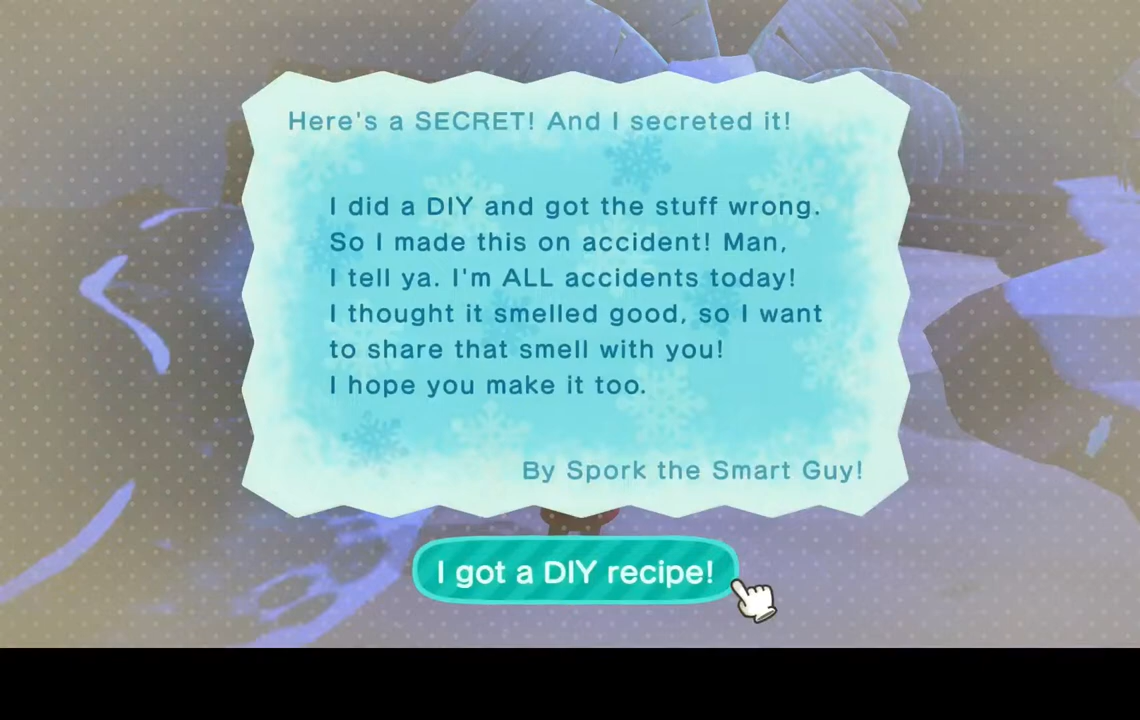 Here's a SECRET! And I secreted it!
I did a DIY and got the stuff wrong.
So I made this on accident! Man,
I tell ya. I'm ALL accidents today!
I thought it smelled good, so I want
to share that smell with you!
I hope you make it too.
By Spork the Smart Guy!
I got a DIY recipe!